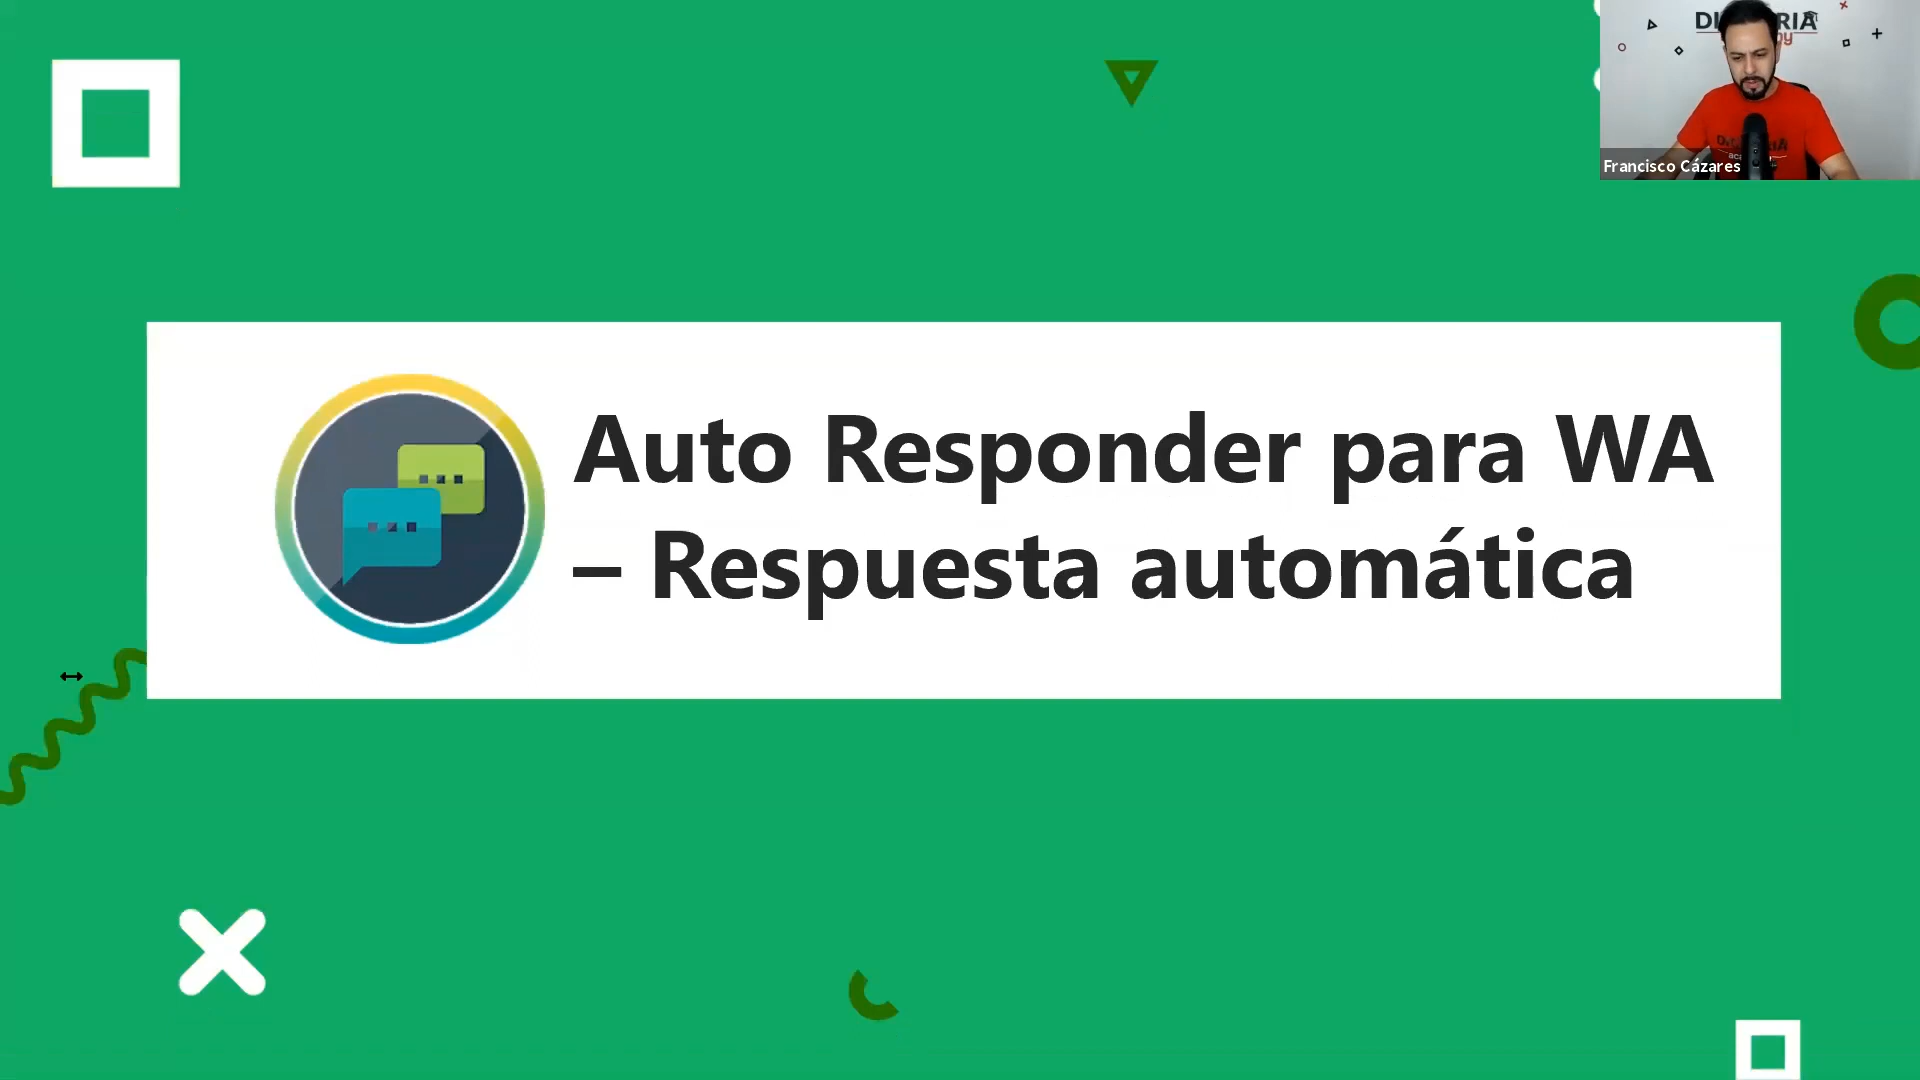 Francisco Cázares
Auto Responder para WA
– Respuesta automática